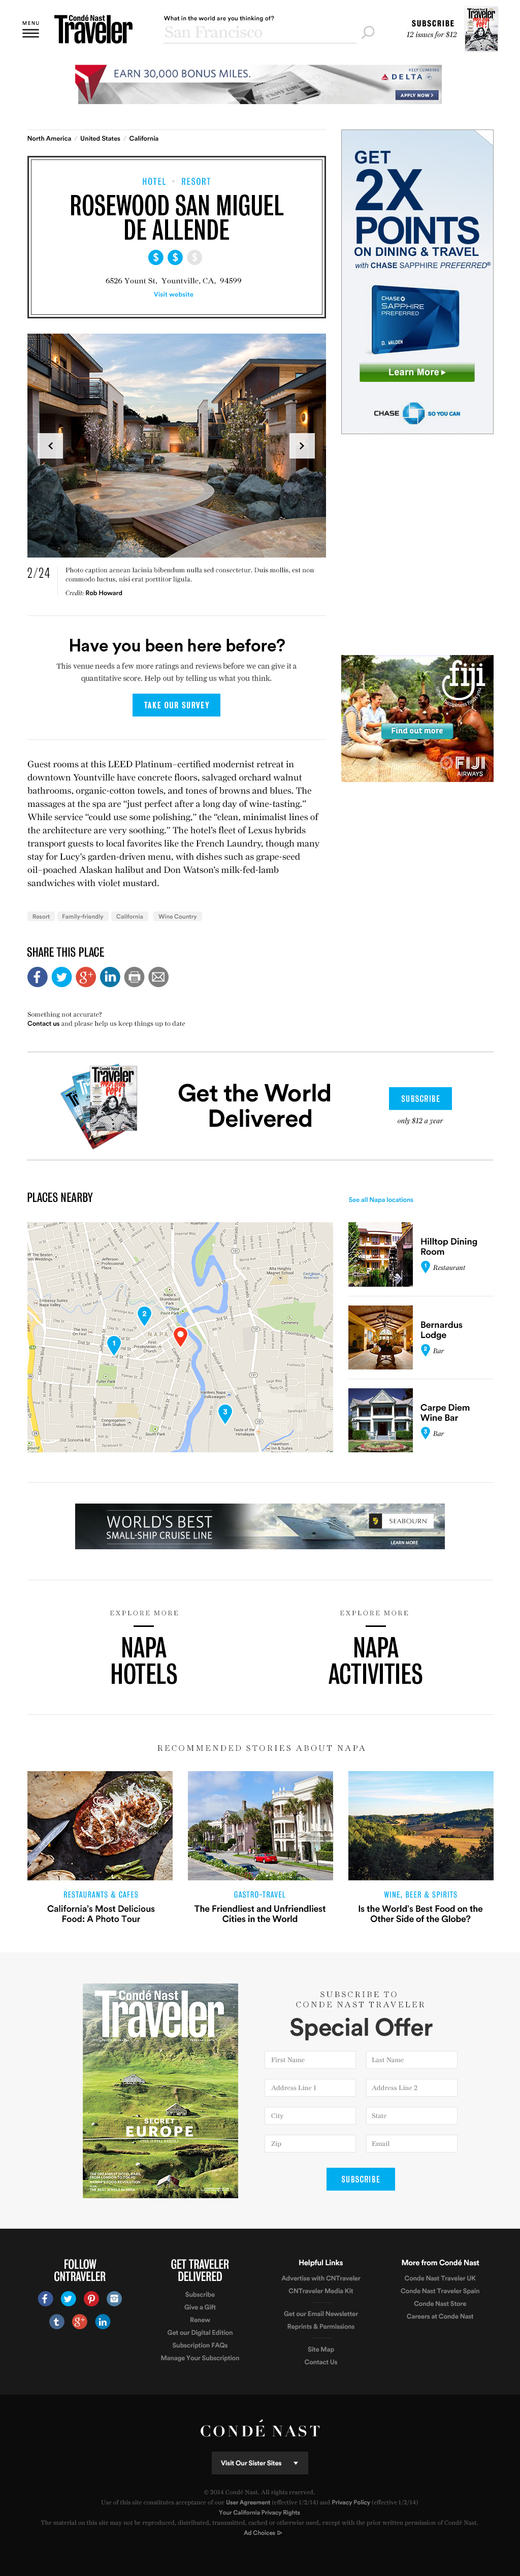 MENU
Condé Nast
Traveler
What in the world are you thinking of?
San Francisco
SUBSCRIBE
12 issues for $12
EARN 30,000 BONUS MILES.
KEEP CLIMBING
DELTA
APPLY NOW >
North America / United States / California
HOTEL • RESORT
ROSEWOOD SAN MIGUEL
DE ALLENDE
$ $ $
6526 Yount St, Yountville, CA, 94599
Visit website
GET
2X
POINTS
ON DINING & TRAVEL
with CHASE SAPPHIRE PREFERRED®
CHASE
SAPPHIRE
PREFERRED
D. WALDEN
Learn More ▸
CHASE SO YOU CAN
< >
2/24
Photo caption aenean lacinia bibendum nulla sed consectetur. Duis mollis, est non
commodo luctus, nisi erat porttitor ligula.
Credit: Rob Howard
Have you been here before?
This venue needs a few more ratings and reviews before we can give it a
quantitative score. Help out by telling us what you think.
TAKE OUR SURVEY
fiji
Find out more
FIJI
AIRWAYS
Guest rooms at this LEED Platinum–certified modernist retreat in
downtown Yountville have concrete floors, salvaged orchard walnut
bathrooms, organic-cotton towels, and tones of browns and blues. The
massages at the spa are “just perfect after a long day of wine-tasting.”
While service “could use some polishing,” the “clean, minimalist lines of
the architecture are very soothing.” The hotel’s fleet of Lexus hybrids
transport guests to local favorites like the French Laundry, though many
stay for Lucy’s garden-driven menu, with dishes such as grape-seed
oil–poached Alaskan halibut and Don Watson’s milk-fed-lamb
sandwiches with violet mustard.
Resort Family-friendly California Wine Country
SHARE THIS PLACE
Something not accurate?
Contact us and please help us keep things up to date
Condé Nast
Traveler
Get the World
Delivered
SUBSCRIBE
only $12 a year
PLACES NEARBY
See all Napa locations
NAPA
1
2
3
Hilltop Dining
Room
1 Restaurant
Bernardus
Lodge
2 Bar
Carpe Diem
Wine Bar
3 Bar
WORLD'S BEST
SMALL-SHIP CRUISE LINE
SEABOURN
LEARN MORE
EXPLORE MORE
NAPA
HOTELS
EXPLORE MORE
NAPA
ACTIVITIES
RECOMMENDED STORIES ABOUT NAPA
RESTAURANTS & CAFES
California’s Most Delicious
Food: A Photo Tour
GASTRO-TRAVEL
The Friendliest and Unfriendliest
Cities in the World
WINE, BEER & SPIRITS
Is the World’s Best Food on the
Other Side of the Globe?
Condé Nast
Traveler
SECRET
EUROPE
SUBSCRIBE TO
CONDE NAST TRAVELER
Special Offer
First Name Last Name
Address Line 1 Address Line 2
City State
Zip Email
SUBSCRIBE
FOLLOW
CNTRAVELER
GET TRAVELER
DELIVERED
Subscribe
Give a Gift
Renew
Get our Digital Edition
Subscription FAQs
Manage Your Subscription
Helpful Links
Advertise with CNTraveler
CNTraveler Media Kit
Get our Email Newsletter
Reprints & Permissions
Site Map
Contact Us
More from Condé Nast
Conde Nast Traveler UK
Conde Nast Traveler Spain
Conde Nast Store
Careers at Conde Nast
CONDÉ NAST
Visit Our Sister Sites
© 2014 Condé Nast. All rights reserved.
Use of this site constitutes acceptance of our User Agreement (effective 1/2/14) and Privacy Policy (effective 1/2/14)
Your California Privacy Rights
The material on this site may not be reproduced, distributed, transmitted, cached or otherwise used, except with the prior written permission of Condé Nast.
Ad Choices